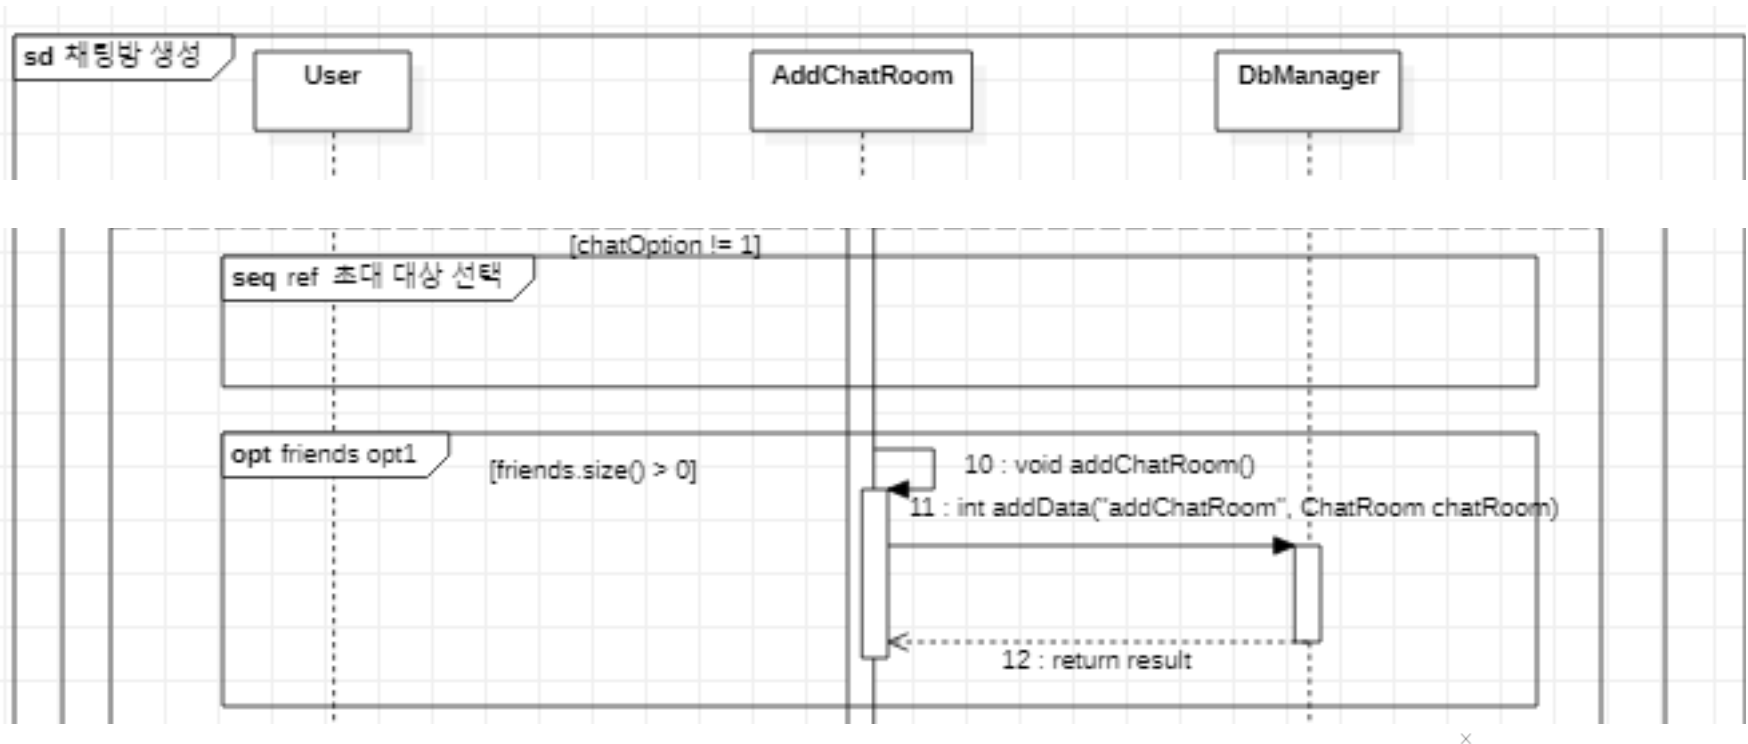 sd 채팅방 생성
User
AddChatRoom
DbManager
[chatOption != 1]
seq ref 초대 대상 선택
opt friends opt1
[friends.size() > 0]
10 : void addChatRoom()
11 : int addData("addChatRoom", ChatRoom chatRoom)
12 : return result